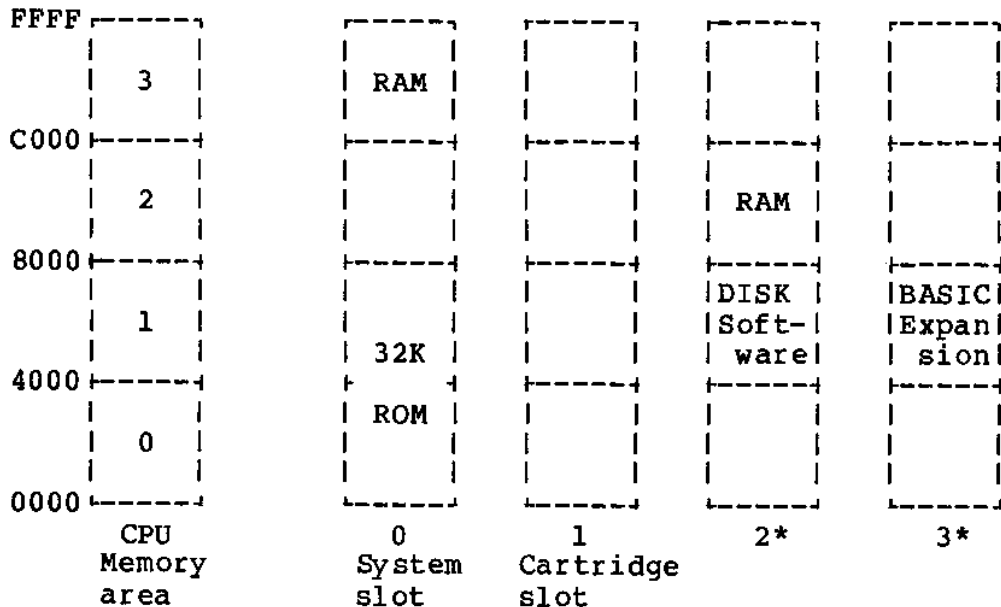 FFFF
3 RAM
C000
2 RAM
8000
DISK BASIC
1 Soft- Expan
32K ware sion
4000
ROM
0
0000
CPU 0 1 2* 3*
Memory System Cartridge
area slot slot